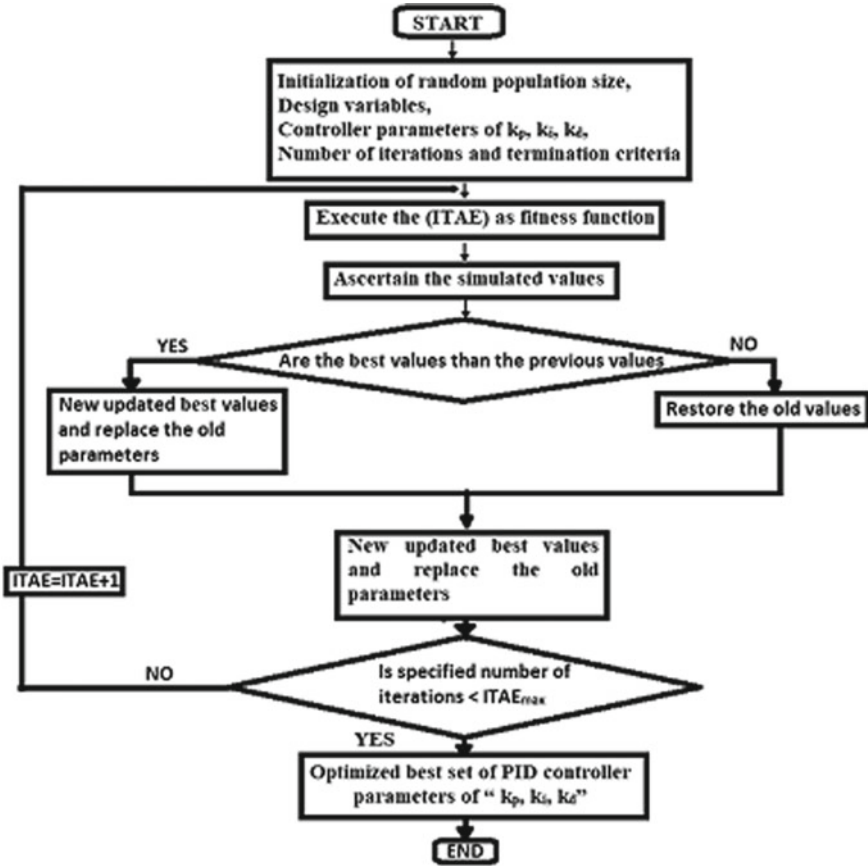 START
Initialization of random population size,
Design variables,
Controller parameters of kp, ki, kd,
Number of iterations and termination criteria
Execute the (ITAE) as fitness function
Ascertain the simulated values
YES
Are the best values than the previous values
NO
New updated best values
and replace the old
parameters
Restore the old values
New updated best values
and replace the old
parameters
ITAE=ITAE+1
NO
Is specified number of
iterations < ITAEmax
YES
Optimized best set of PID controller
parameters of “ kp, ki, kd”
END